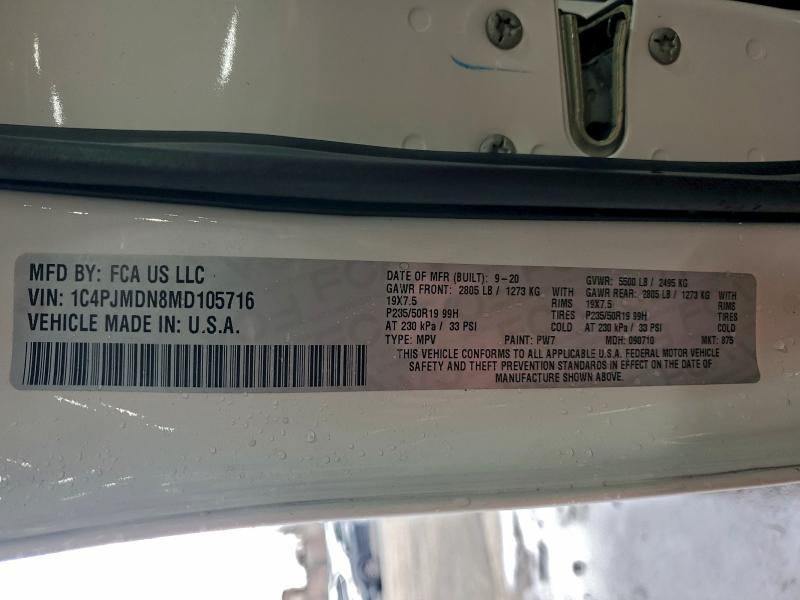 MFD BY: FCA US LLC
VIN: 1C4PJMDN8MD105716
VEHICLE MADE IN: U.S.A.
DATE OF MFR (BUILT): 9-20 GVWR: 5500 LB / 2495 KG
GAWR FRONT: 2805 LB / 1273 KG WITH GAWR REAR: 2805 LB / 1273 KG WITH
19X7.5 RIMS 19X7.5 RIMS
P235/50R19 99H TIRES P235/50R19 99H TIRES
AT 230 kPa / 33 PSI COLD AT 230 kPa / 33 PSI COLD
TYPE: MPV PAINT: PW7 MDH: 090710 MKT: 875
THIS VEHICLE CONFORMS TO ALL APPLICABLE U.S.A. FEDERAL MOTOR VEHICLE
SAFETY AND THEFT PREVENTION STANDARDS IN EFFECT ON THE DATE OF
MANUFACTURE SHOWN ABOVE.